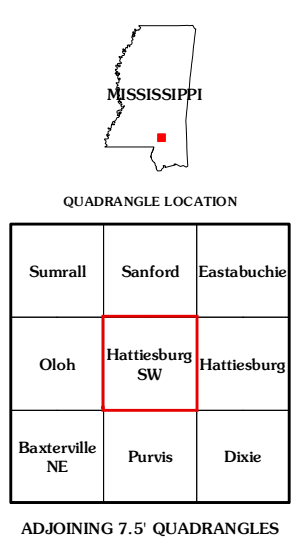 MISSISSIPPI
QUADRANGLE LOCATION
Sumrall
Sanford
Eastabuchie
Oloh
Hattiesburg
SW
Hattiesburg
Baxterville
NE
Purvis
Dixie
ADJOINING 7.5' QUADRANGLES